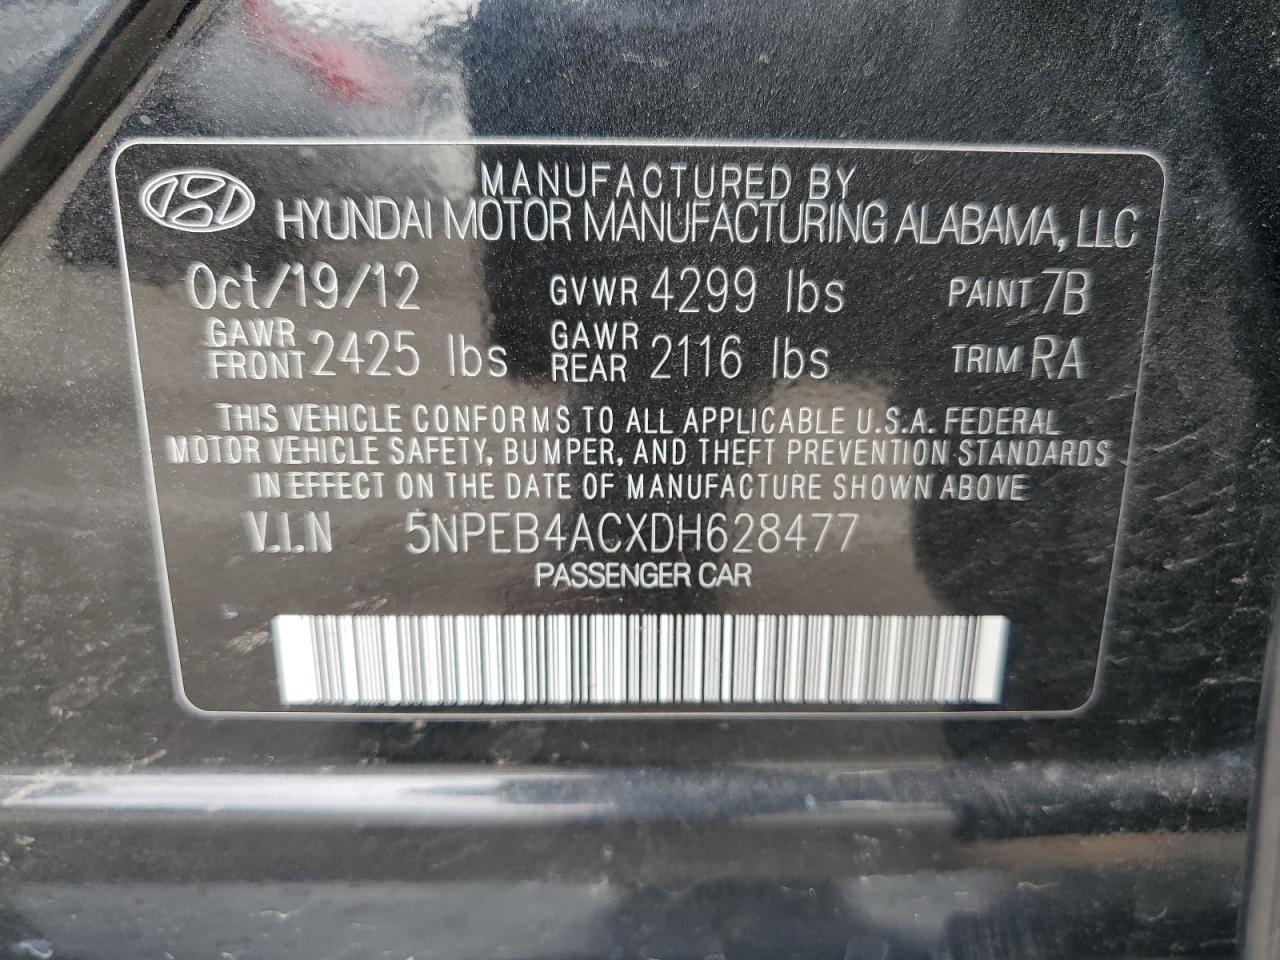 MANUFACTURED BY
HYUNDAI MOTOR MANUFACTURING ALABAMA, LLC
Oct/19/12 GVWR 4299 lbs PAINT 7B
GAWR FRONT 2425 lbs GAWR REAR 2116 lbs TRIM RA
THIS VEHICLE CONFORMS TO ALL APPLICABLE U.S.A. FEDERAL
MOTOR VEHICLE SAFETY, BUMPER, AND THEFT PREVENTION STANDARDS
IN EFFECT ON THE DATE OF MANUFACTURE SHOWN ABOVE
V.I.N 5NPEB4ACXDH628477
PASSENGER CAR